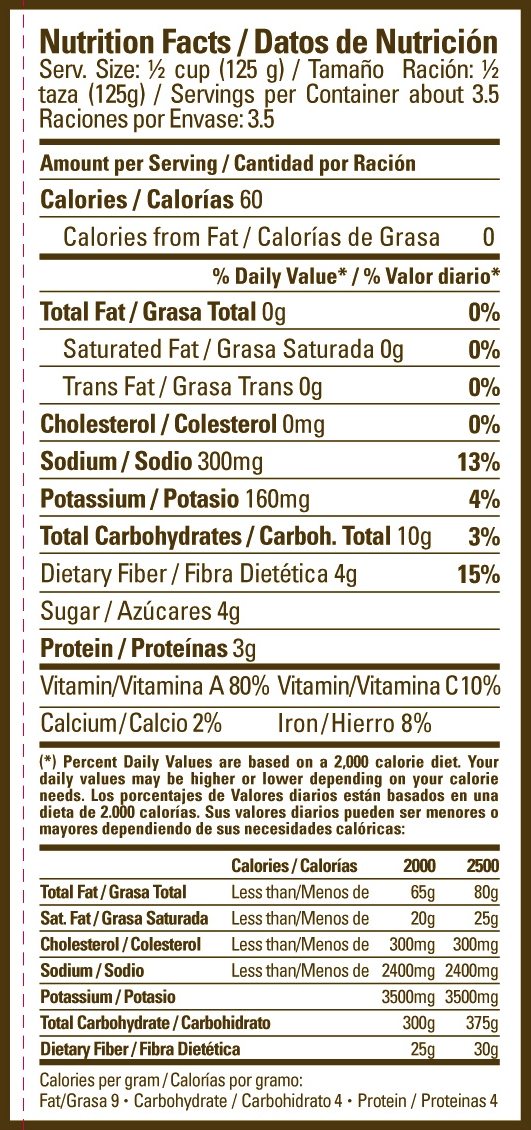 Nutrition Facts / Datos de Nutrición
Serv. Size: ½ cup (125 g) / Tamaño Ración: ½
taza (125g) / Servings per Container about 3.5
Raciones por Envase: 3.5
Amount per Serving / Cantidad por Ración
Calories / Calorías 60
Calories from Fat / Calorías de Grasa 0
% Daily Value* / % Valor diario*
Total Fat / Grasa Total 0g 0%
Saturated Fat / Grasa Saturada 0g 0%
Trans Fat / Grasa Trans 0g 0%
Cholesterol / Colesterol 0mg 0%
Sodium / Sodio 300mg 13%
Potassium / Potasio 160mg 4%
Total Carbohydrates / Carboh. Total 10g 3%
Dietary Fiber / Fibra Dietética 4g 15%
Sugar / Azúcares 4g
Protein / Proteínas 3g
Vitamin/Vitamina A 80% Vitamin/Vitamina C 10%
Calcium/Calcio 2% Iron/Hierro 8%
(*) Percent Daily Values are based on a 2,000 calorie diet. Your
daily values may be higher or lower depending on your calorie
needs. Los porcentajes de Valores diarios están basados en una
dieta de 2.000 calorías. Sus valores diarios pueden ser menores o
mayores dependiendo de sus necesidades calóricas:
Calories / Calorías 2000 2500
Total Fat / Grasa Total Less than/Menos de 65g 80g
Sat. Fat / Grasa Saturada Less than/Menos de 20g 25g
Cholesterol / Colesterol Less than/Menos de 300mg 300mg
Sodium / Sodio Less than/Menos de 2400mg 2400mg
Potassium / Potasio 3500mg 3500mg
Total Carbohydrate / Carbohidrato 300g 375g
Dietary Fiber / Fibra Dietética 25g 30g
Calories per gram / Calorías por gramo:
Fat/Grasa 9 • Carbohydrate / Carbohidrato 4 • Protein / Proteinas 4